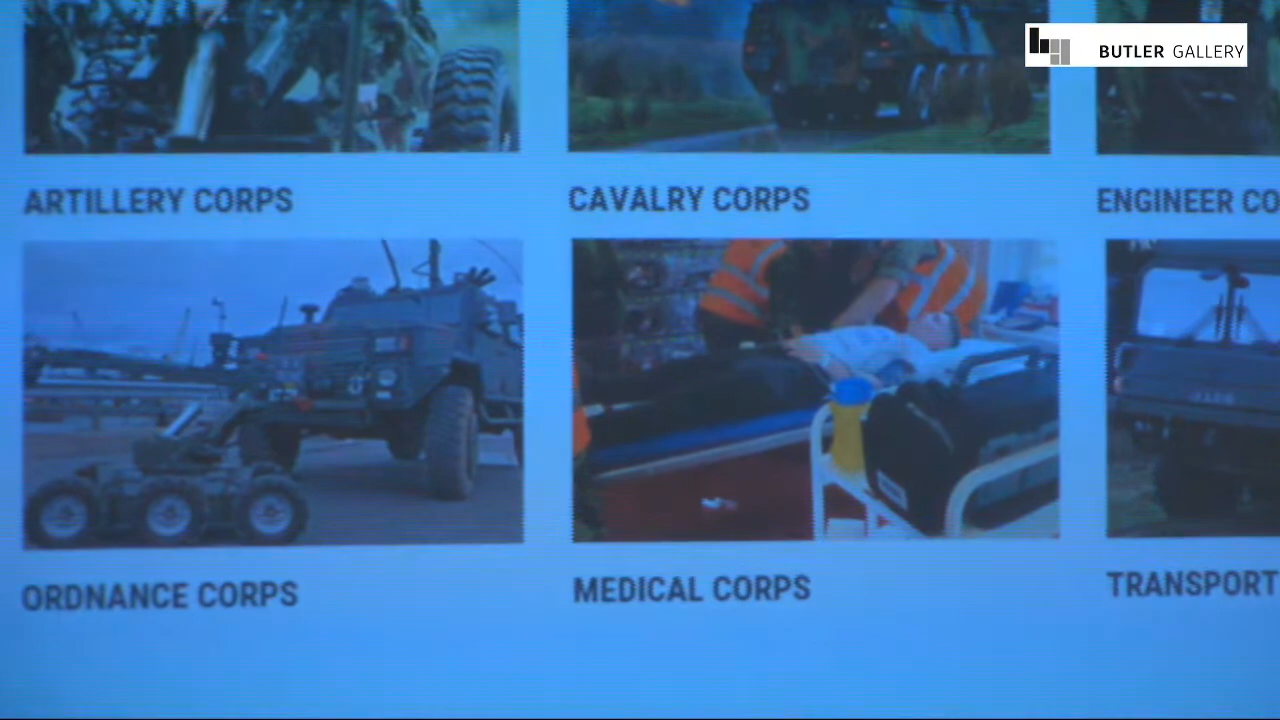 BUTLER GALLERY
ARTILLERY CORPS
CAVALRY CORPS
ENGINEER CO
ORDNANCE CORPS
MEDICAL CORPS
TRANSPORT